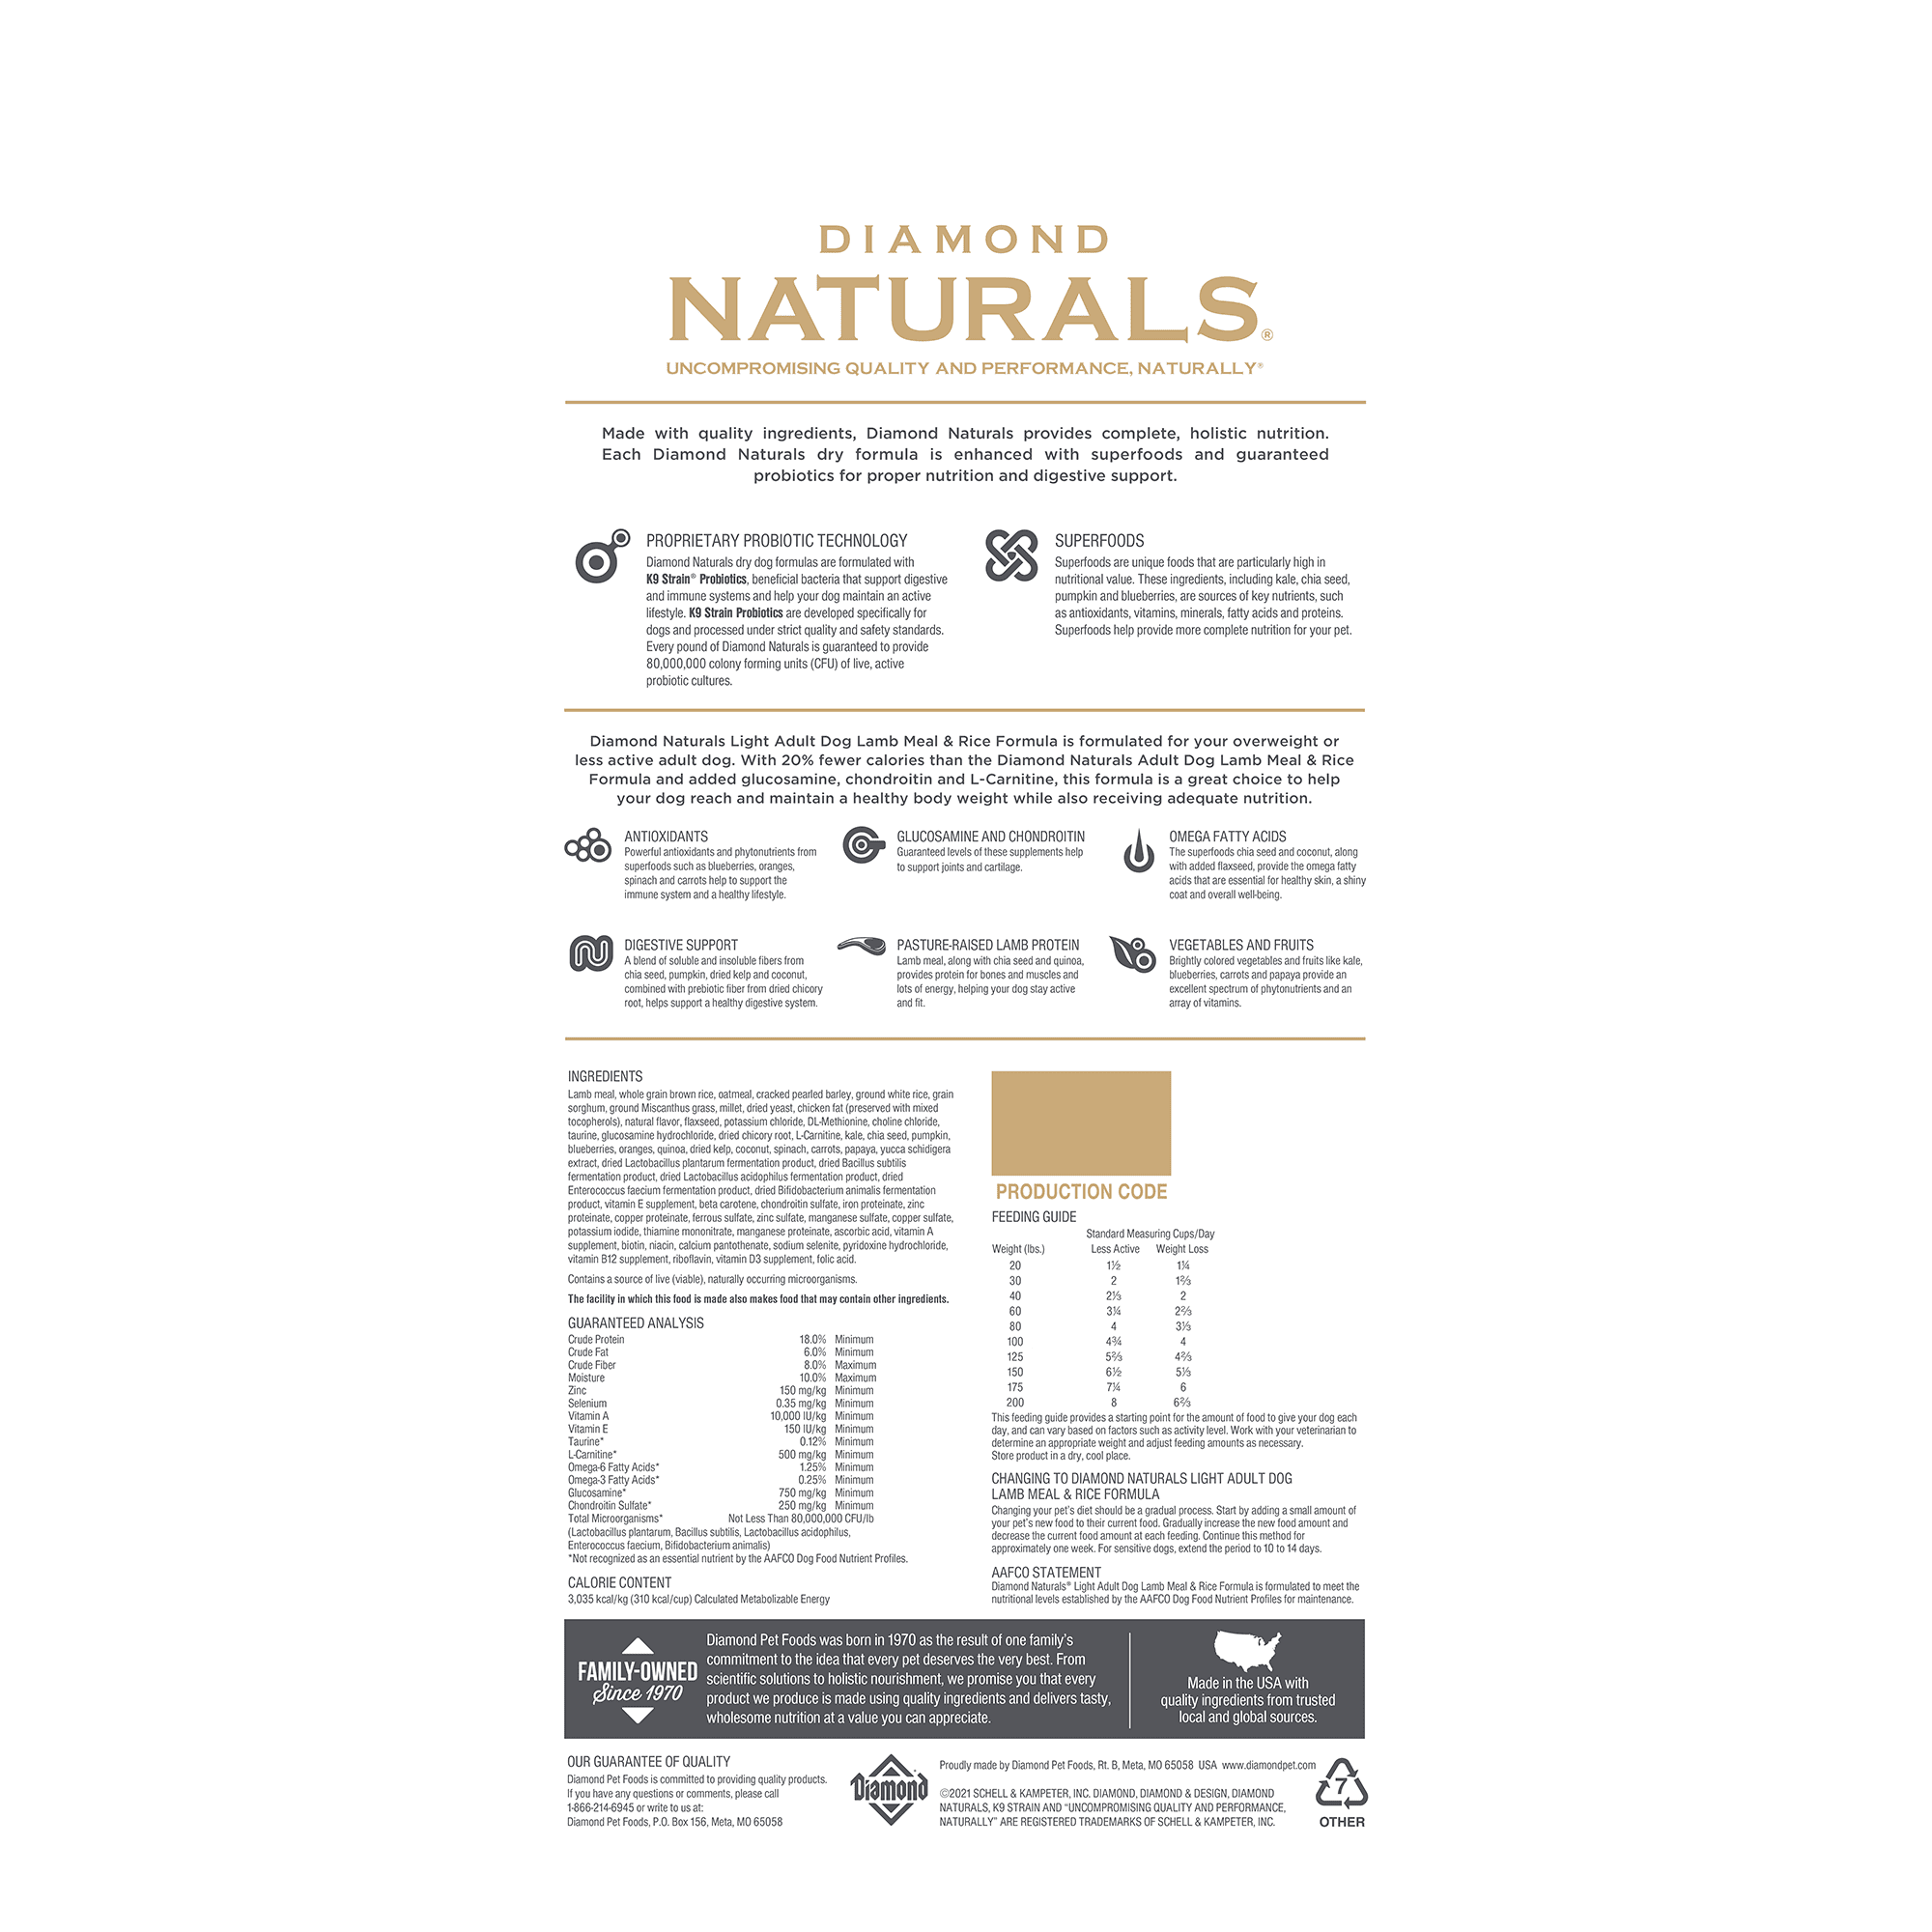 DIAMOND
NATURALS®
UNCOMPROMISING QUALITY AND PERFORMANCE, NATURALLY®
Made with quality ingredients, Diamond Naturals provides complete, holistic nutrition.
Each Diamond Naturals dry formula is enhanced with superfoods and guaranteed
probiotics for proper nutrition and digestive support.
PROPRIETARY PROBIOTIC TECHNOLOGY
Diamond Naturals dry dog formulas are formulated with
K9 Strain® Probiotics, beneficial bacteria that support digestive
and immune systems and help your dog maintain an active
lifestyle. K9 Strain Probiotics are developed specifically for
dogs and processed under strict quality and safety standards.
Every pound of Diamond Naturals is guaranteed to provide
80,000,000 colony forming units (CFU) of live, active
probiotic cultures.
SUPERFOODS
Superfoods are unique foods that are particularly high in
nutritional value. These ingredients, including kale, chia seed,
pumpkin and blueberries, are sources of key nutrients, such
as antioxidants, vitamins, minerals, fatty acids and proteins.
Superfoods help provide more complete nutrition for your pet.
Diamond Naturals Light Adult Dog Lamb Meal & Rice Formula is formulated for your overweight or
less active adult dog. With 20% fewer calories than the Diamond Naturals Adult Dog Lamb Meal & Rice
Formula and added glucosamine, chondroitin and L-Carnitine, this formula is a great choice to help
your dog reach and maintain a healthy body weight while also receiving adequate nutrition.
ANTIOXIDANTS
Powerful antioxidants and phytonutrients from
superfoods such as blueberries, oranges,
spinach and carrots help to support the
immune system and a healthy lifestyle.
GLUCOSAMINE AND CHONDROITIN
Guaranteed levels of these supplements help
to support joints and cartilage.
OMEGA FATTY ACIDS
The superfoods chia seed and coconut, along
with added flaxseed, provide the omega fatty
acids that are essential for healthy skin, a shiny
coat and overall well-being.
DIGESTIVE SUPPORT
A blend of soluble and insoluble fibers from
chia seed, pumpkin, dried kelp and coconut,
combined with prebiotic fiber from dried chicory
root, helps support a healthy digestive system.
PASTURE-RAISED LAMB PROTEIN
Lamb meal, along with chia seed and quinoa,
provides protein for bones and muscles and
lots of energy, helping your dog stay active
and fit.
VEGETABLES AND FRUITS
Brightly colored vegetables and fruits like kale,
blueberries, carrots and papaya provide an
excellent spectrum of phytonutrients and an
array of vitamins.
INGREDIENTS
Lamb meal, whole grain brown rice, oatmeal, cracked pearled barley, ground white rice, grain
sorghum, ground Miscanthus grass, millet, dried yeast, chicken fat (preserved with mixed
tocopherols), natural flavor, flaxseed, potassium chloride, DL-Methionine, choline chloride,
taurine, glucosamine hydrochloride, dried chicory root, L-Carnitine, kale, chia seed, pumpkin,
blueberries, oranges, quinoa, dried kelp, coconut, spinach, carrots, papaya, yucca schidigera
extract, dried Lactobacillus plantarum fermentation product, dried Bacillus subtilis
fermentation product, dried Lactobacillus acidophilus fermentation product, dried
Enterococcus faecium fermentation product, dried Bifidobacterium animalis fermentation
product, vitamin E supplement, beta carotene, chondroitin sulfate, iron proteinate, zinc
proteinate, copper proteinate, ferrous sulfate, zinc sulfate, manganese sulfate, copper sulfate,
potassium iodide, thiamine mononitrate, manganese proteinate, ascorbic acid, vitamin A
supplement, biotin, niacin, calcium pantothenate, sodium selenite, pyridoxine hydrochloride,
vitamin B12 supplement, riboflavin, vitamin D3 supplement, folic acid.
Contains a source of live (viable), naturally occurring microorganisms.
The facility in which this food is made also makes food that may contain other ingredients.
GUARANTEED ANALYSIS
Crude Protein 18.0% Minimum
Crude Fat 6.0% Minimum
Crude Fiber 8.0% Maximum
Moisture 10.0% Maximum
Zinc 150 mg/kg Minimum
Selenium 0.35 mg/kg Minimum
Vitamin A 10,000 IU/kg Minimum
Vitamin E 150 IU/kg Minimum
Taurine* 0.12% Minimum
L-Carnitine* 500 mg/kg Minimum
Omega-6 Fatty Acids* 1.25% Minimum
Omega-3 Fatty Acids* 0.25% Minimum
Glucosamine* 750 mg/kg Minimum
Chondroitin Sulfate* 250 mg/kg Minimum
Total Microorganisms* Not Less Than 80,000,000 CFU/lb
(Lactobacillus plantarum, Bacillus subtilis, Lactobacillus acidophilus,
Enterococcus faecium, Bifidobacterium animalis)
*Not recognized as an essential nutrient by the AAFCO Dog Food Nutrient Profiles.
CALORIE CONTENT
3,035 kcal/kg (310 kcal/cup) Calculated Metabolizable Energy
PRODUCTION CODE
FEEDING GUIDE
Standard Measuring Cups/Day
Weight (lbs.) Less Active Weight Loss
20 1½ 1¼
30 2 1⅔
40 2⅓ 2
60 3¼ 2⅔
80 4 3⅓
100 4¾ 4
125 5⅔ 4⅔
150 6½ 5⅓
175 7¼ 6
200 8 6⅔
This feeding guide provides a starting point for the amount of food to give your dog each
day, and can vary based on factors such as activity level. Work with your veterinarian to
determine an appropriate weight and adjust feeding amounts as necessary.
Store product in a dry, cool place.
CHANGING TO DIAMOND NATURALS LIGHT ADULT DOG
LAMB MEAL & RICE FORMULA
Changing your pet's diet should be a gradual process. Start by adding a small amount of
your pet's new food to their current food. Gradually increase the new food amount and
decrease the current food amount at each feeding. Continue this method for
approximately one week. For sensitive dogs, extend the period to 10 to 14 days.
AAFCO STATEMENT
Diamond Naturals® Light Adult Dog Lamb Meal & Rice Formula is formulated to meet the
nutritional levels established by the AAFCO Dog Food Nutrient Profiles for maintenance.
FAMILY-OWNED
Since 1970
Diamond Pet Foods was born in 1970 as the result of one family's
commitment to the idea that every pet deserves the very best. From
scientific solutions to holistic nourishment, we promise you that every
product we produce is made using quality ingredients and delivers tasty,
wholesome nutrition at a value you can appreciate.
Made in the USA with
quality ingredients from trusted
local and global sources.
OUR GUARANTEE OF QUALITY
Diamond Pet Foods is committed to providing quality products.
If you have any questions or comments, please call
1-866-214-6945 or write to us at:
Diamond Pet Foods, P.O. Box 156, Meta, MO 65058
Diamond
Proudly made by Diamond Pet Foods, Rt. B, Meta, MO 65058 USA www.diamondpet.com
©2021 SCHELL & KAMPETER, INC. DIAMOND, DIAMOND & DESIGN, DIAMOND
NATURALS, K9 STRAIN AND "UNCOMPROMISING QUALITY AND PERFORMANCE,
NATURALLY" ARE REGISTERED TRADEMARKS OF SCHELL & KAMPETER, INC.
7
OTHER